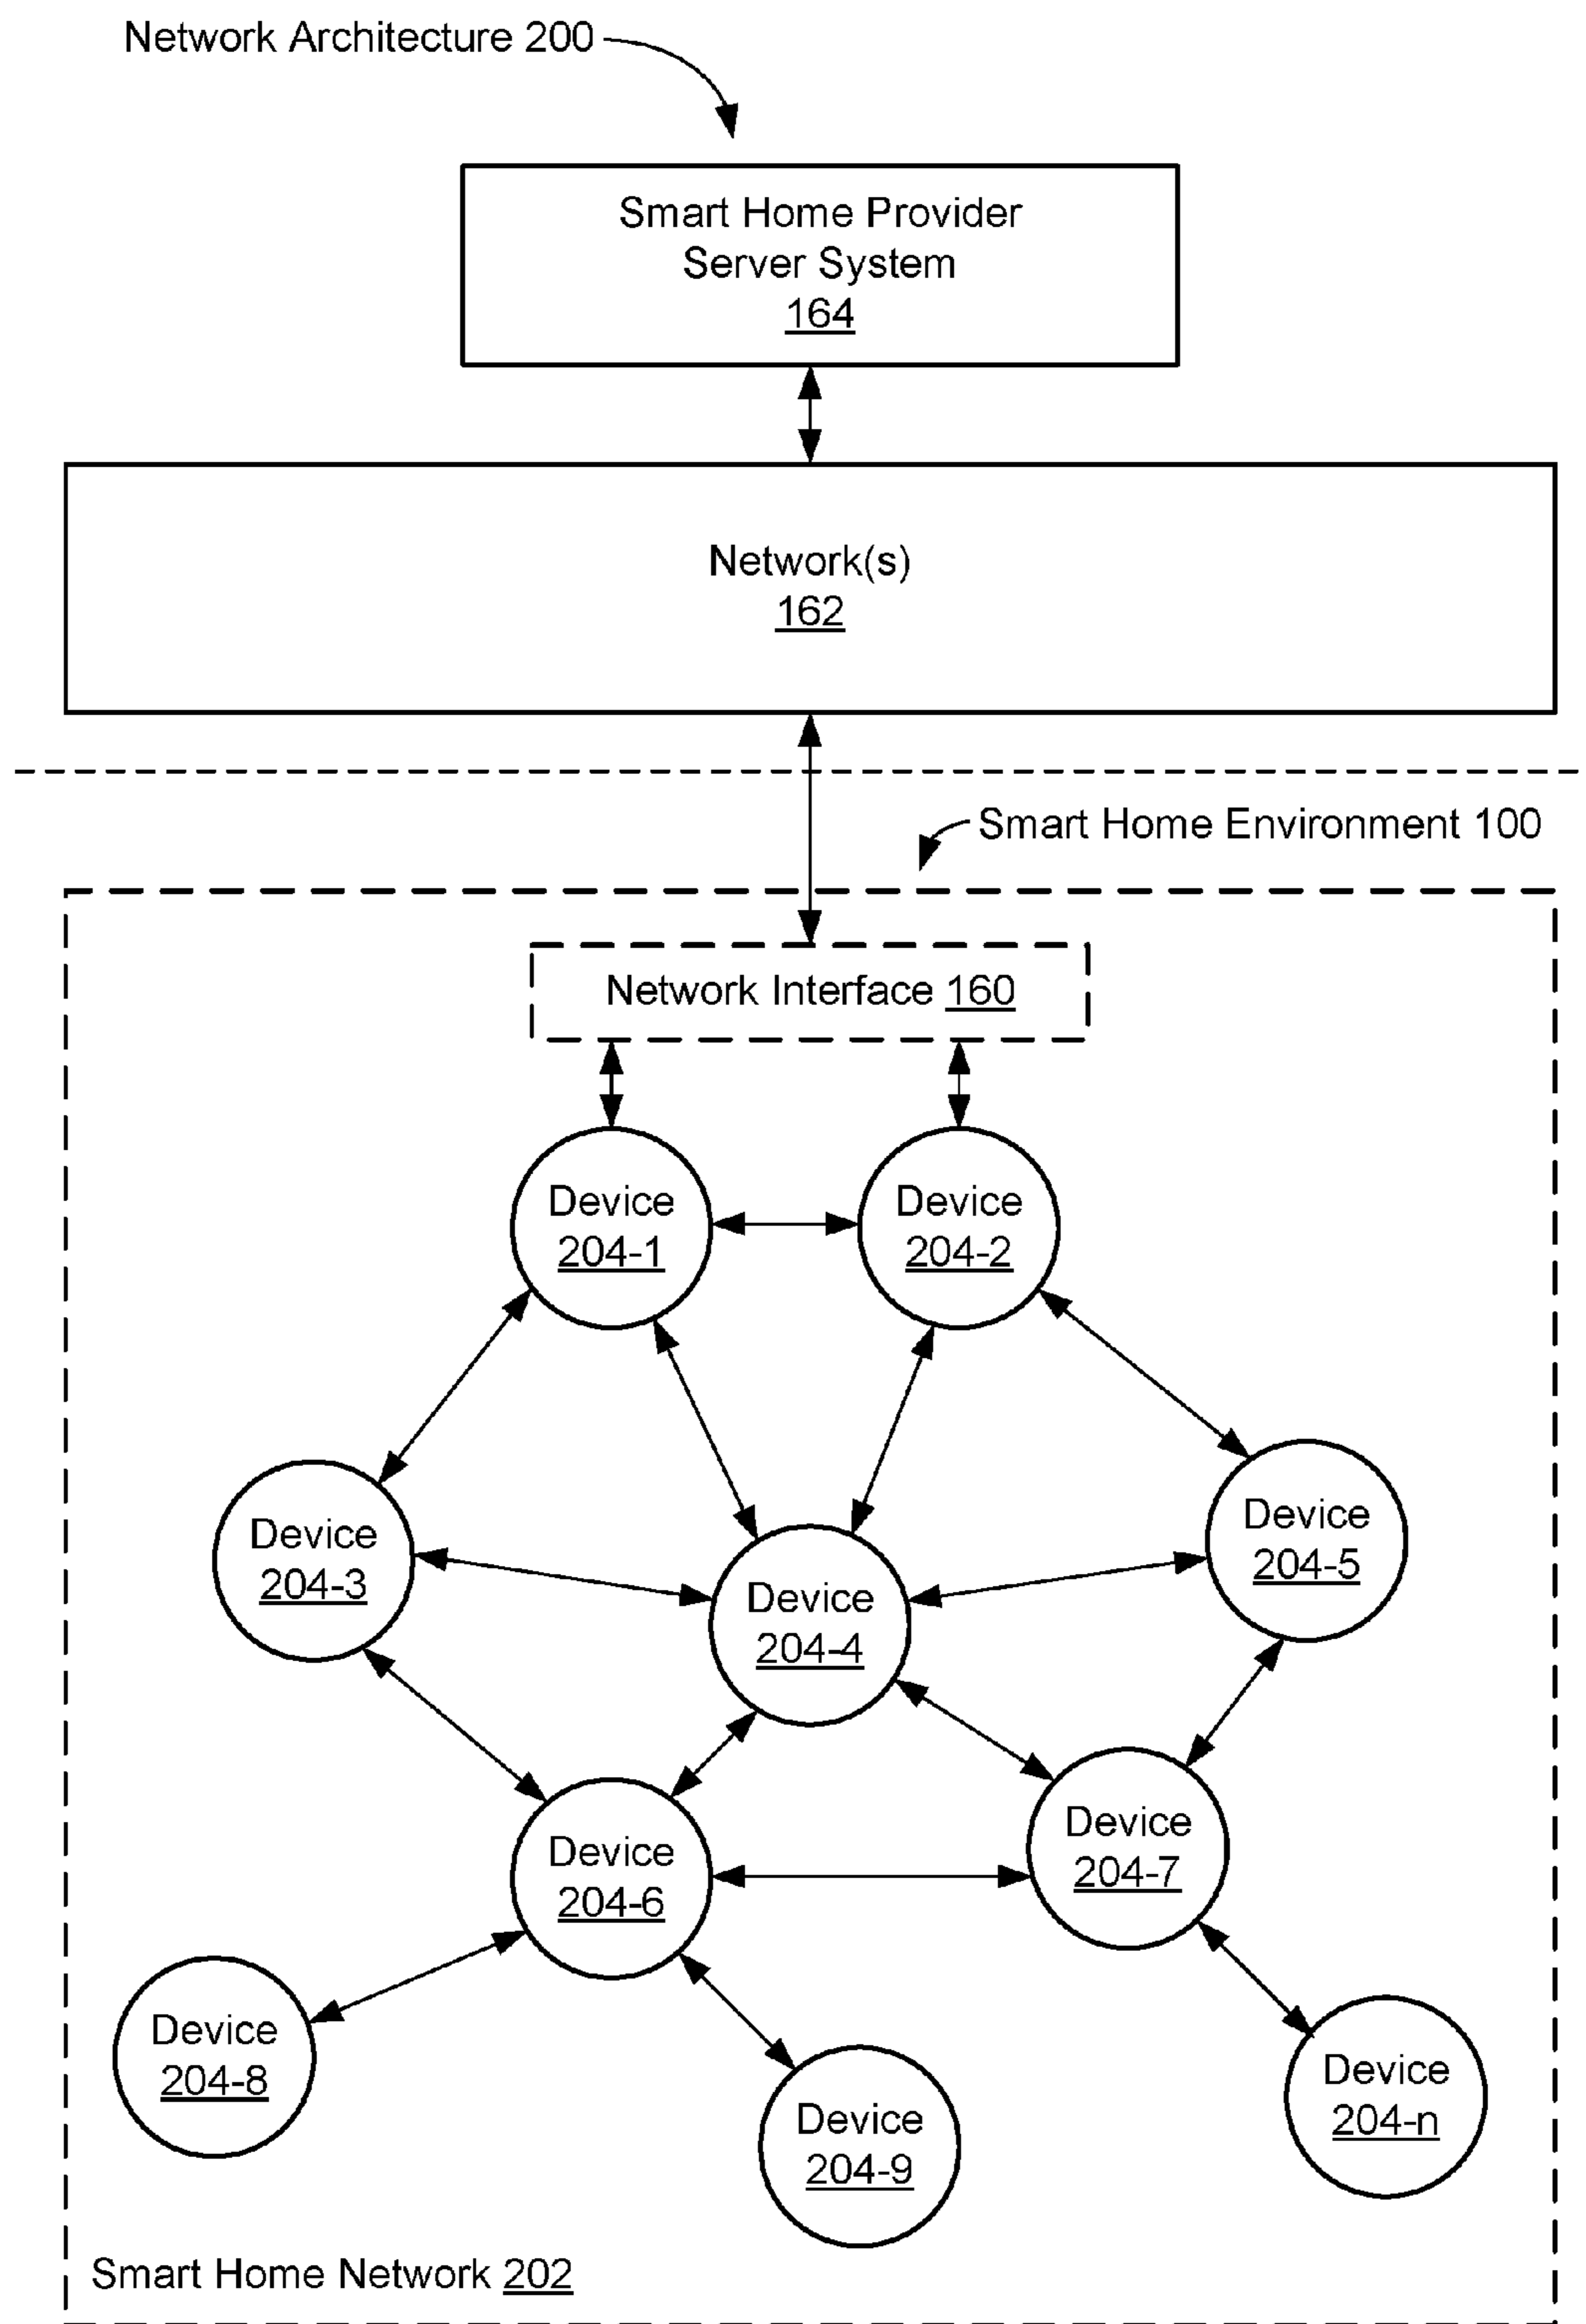 Network Architecture 200
Smart Home Provider
Server System
164
Network(s)
162
Smart Home Environment 100
Network Interface 160
Device
204-1
Device
204-2
Device
204-3
Device
204-4
Device
204-5
Device
204-6
Device
204-7
Device
204-8
Device
204-9
Device
204-n
Smart Home Network 202